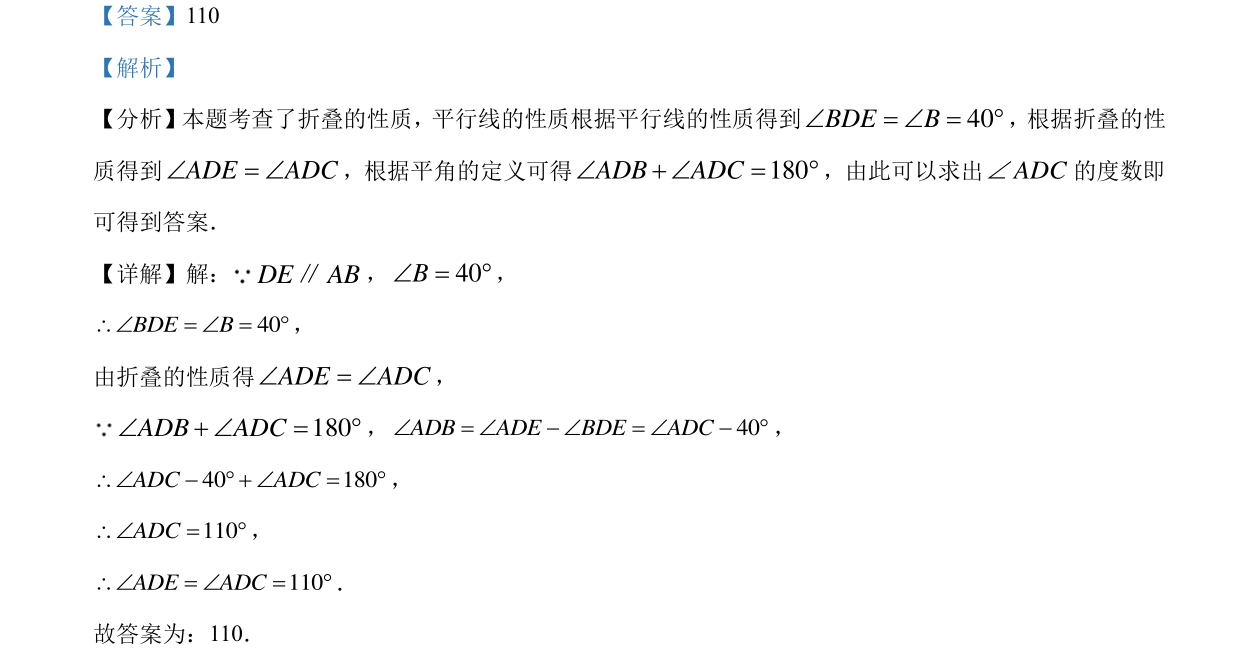 【答案】110
【解析】
【分析】本题考查了折叠的性质，平行线的性质根据平行线的性质得到∠BDE = ∠B = 40°，根据折叠的性
质得到∠ADE = ∠ADC，根据平角的定义可得∠ADB + ∠ADC = 180°，由此可以求出∠ADC 的度数即
可得到答案．
【详解】解：∵DE∥AB，∠B = 40°，
∴∠BDE = ∠B = 40°，
由折叠的性质得∠ADE = ∠ADC，
∵∠ADB + ∠ADC = 180°，∠ADB = ∠ADE − ∠BDE = ∠ADC − 40°，
∴∠ADC − 40° + ∠ADC = 180°，
∴∠ADC = 110°，
∴∠ADE = ∠ADC = 110°．
故答案为：110．